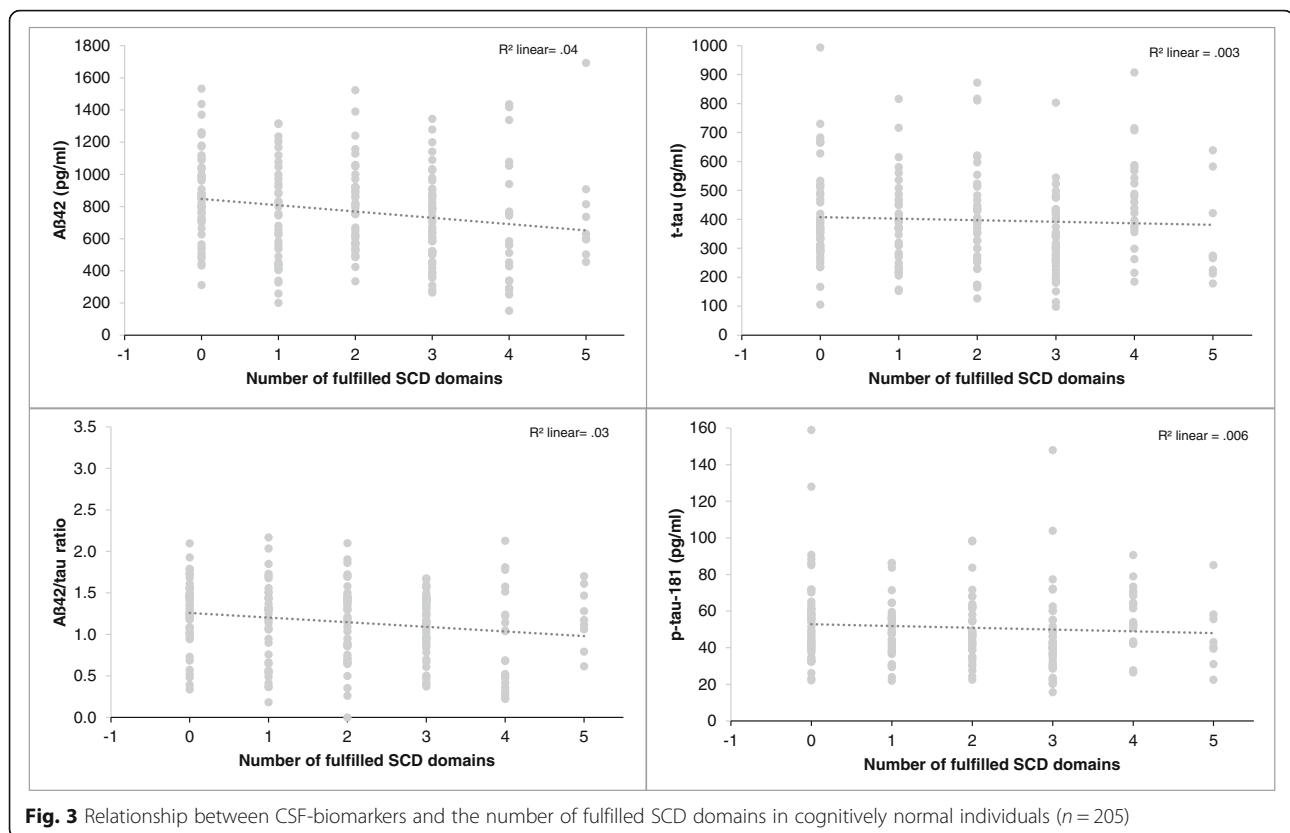 R² linear= .04
Aß42 (pg/ml)
1800
1600
1400
1200
1000
800
600
400
200
0
-1 0 1 2 3 4 5
Number of fulfilled SCD domains
R² linear = .003
t-tau (pg/ml)
1000
900
800
700
600
500
400
300
200
100
0
-1 0 1 2 3 4 5
Number of fulfilled SCD domains
R² linear= .03
Aß42/tau ratio
3.5
3.0
2.5
2.0
1.5
1.0
0.5
0.0
-1 0 1 2 3 4 5
Number of fulfilled SCD domains
R² linear = .006
p-tau-181 (pg/ml)
160
140
120
100
80
60
40
20
0
-1 0 1 2 3 4 5
Number of fulfilled SCD domains
Fig. 3 Relationship between CSF-biomarkers and the number of fulfilled SCD domains in cognitively normal individuals (n = 205)